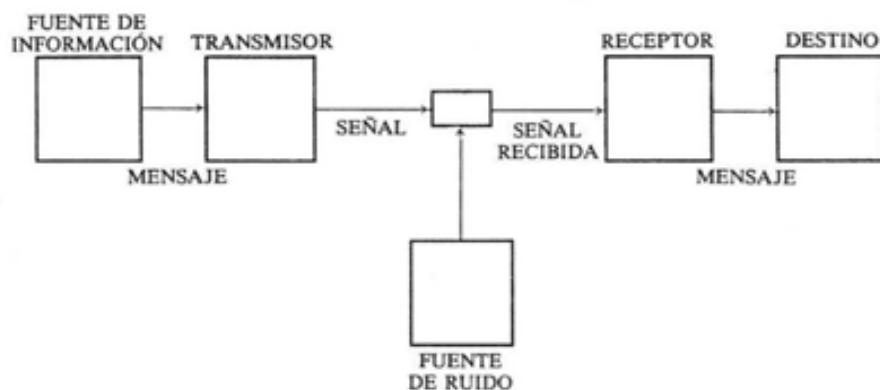 FUENTE DE
INFORMACIÓN
TRANSMISOR
RECEPTOR
DESTINO
SEÑAL
SEÑAL
RECIBIDA
MENSAJE
MENSAJE
FUENTE
DE RUIDO